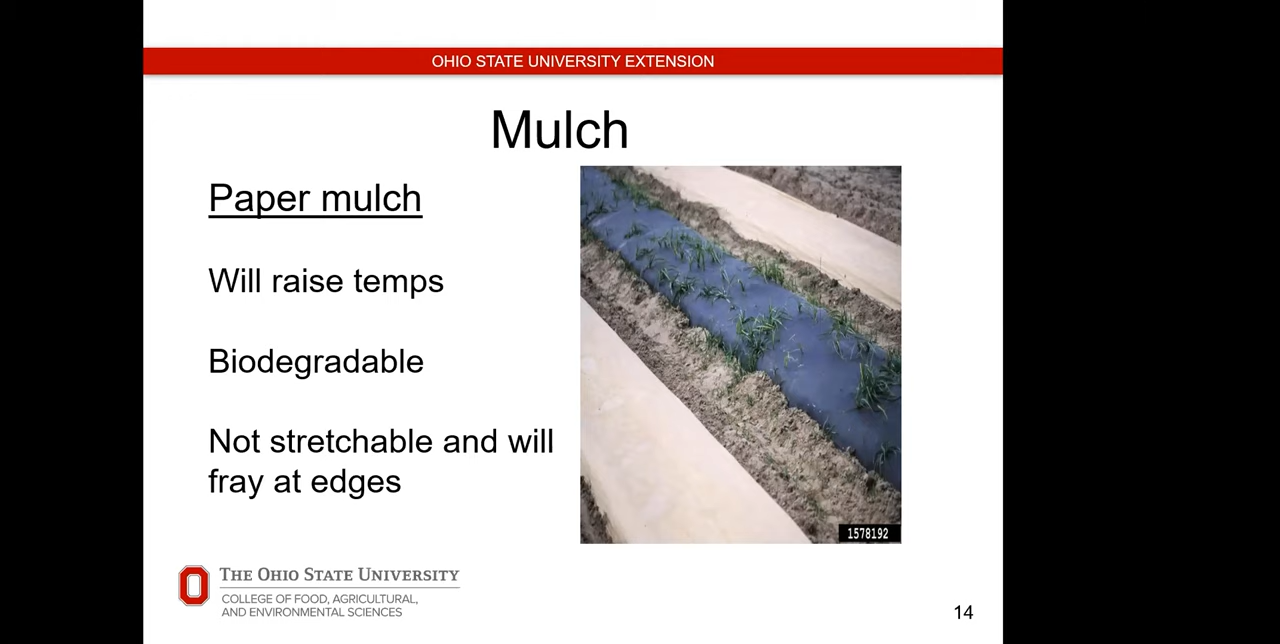 OHIO STATE UNIVERSITY EXTENSION
Mulch
Paper mulch
Will raise temps
Biodegradable
Not stretchable and will
fray at edges
1578192
THE OHIO STATE UNIVERSITY
COLLEGE OF FOOD, AGRICULTURAL,
AND ENVIRONMENTAL SCIENCES
14